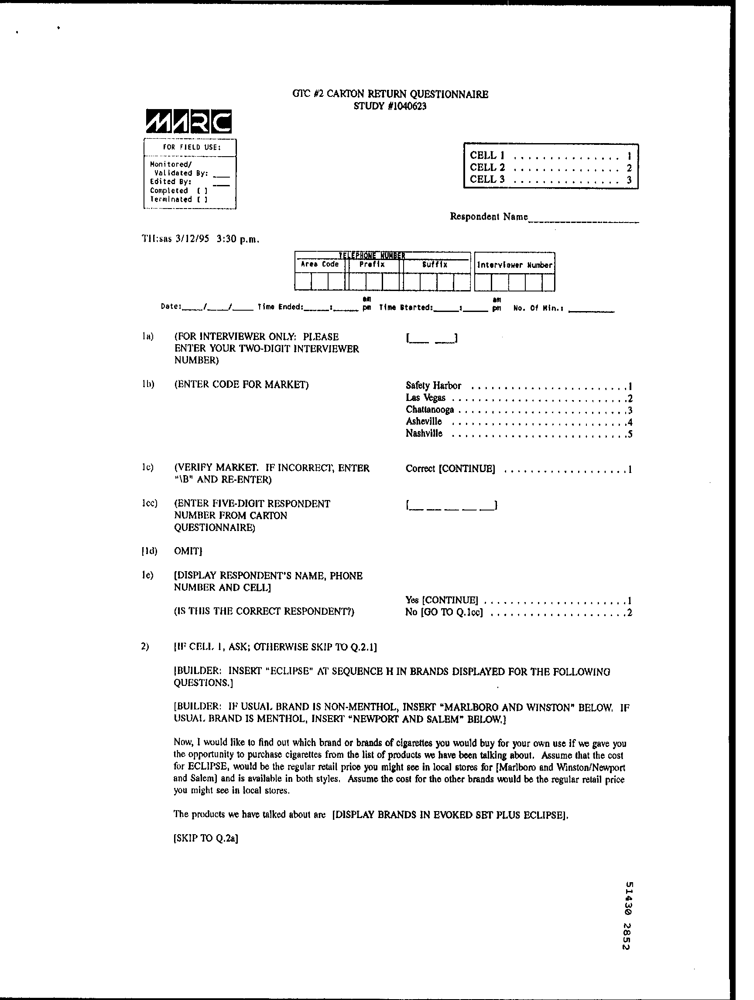 GTC #2 CARTON RETURN QUESTIONNAIRE
STUDY #1040623
MARC
FOR FIELD USE:
Monitored/
Validated By: ____
Edited By: ____
Completed [ ]
Terminated [ ]
CELL 1 . . . . . . . . . . . . . . . 1
CELL 2 . . . . . . . . . . . . . . . 2
CELL 3 . . . . . . . . . . . . . . . 3
Respondent Name____________________
TH:sas 3/12/95 3:30 p.m.
TELEPHONE NUMBER
Area Code Prefix Suffix Interviewer Number
am am
Date:____/____/____ Time Ended:_____:_____ pm Time Started:_____:_____ pm No. Of Min.: _________
1a) (FOR INTERVIEWER ONLY: PLEASE [___ ___]
ENTER YOUR TWO-DIGIT INTERVIEWER
NUMBER)
1b) (ENTER CODE FOR MARKET) Safety Harbor . . . . . . . . . . . . . . . . . . . . . . . .1
Las Vegas . . . . . . . . . . . . . . . . . . . . . . . . . . .2
Chattanooga . . . . . . . . . . . . . . . . . . . . . . . . . .3
Asheville . . . . . . . . . . . . . . . . . . . . . . . . . . .4
Nashville . . . . . . . . . . . . . . . . . . . . . . . . . . .5
1c) (VERIFY MARKET. IF INCORRECT, ENTER Correct [CONTINUE] . . . . . . . . . . . . . . . . . . .1
"\B" AND RE-ENTER)
1cc) (ENTER FIVE-DIGIT RESPONDENT [___ ___ ___ ___ ___]
NUMBER FROM CARTON
QUESTIONNAIRE)
[1d) OMIT]
1e) [DISPLAY RESPONDENT'S NAME, PHONE
NUMBER AND CELL]
Yes [CONTINUE] . . . . . . . . . . . . . . . . . . . . . .1
(IS THIS THE CORRECT RESPONDENT?) No [GO TO Q.1cc] . . . . . . . . . . . . . . . . . . . . .2
2) [IF CELL 1, ASK; OTHERWISE SKIP TO Q.2.1]
[BUILDER: INSERT "ECLIPSE" AT SEQUENCE H IN BRANDS DISPLAYED FOR THE FOLLOWING
QUESTIONS.]
[BUILDER: IF USUAL BRAND IS NON-MENTHOL, INSERT "MARLBORO AND WINSTON" BELOW. IF
USUAL BRAND IS MENTHOL, INSERT "NEWPORT AND SALEM" BELOW.]
Now, I would like to find out which brand or brands of cigarettes you would buy for your own use if we gave you
the opportunity to purchase cigarettes from the list of products we have been talking about. Assume that the cost
for ECLIPSE, would be the regular retail price you might see in local stores for [Marlboro and Winston/Newport
and Salem] and is available in both styles. Assume the cost for the other brands would be the regular retail price
you might see in local stores.
The products we have talked about are [DISPLAY BRANDS IN EVOKED SET PLUS ECLIPSE].
[SKIP TO Q.2a]
51430 2852